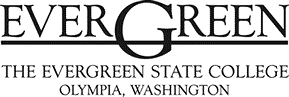 EVERGREEN
THE EVERGREEN STATE COLLEGE
OLYMPIA, WASHINGTON